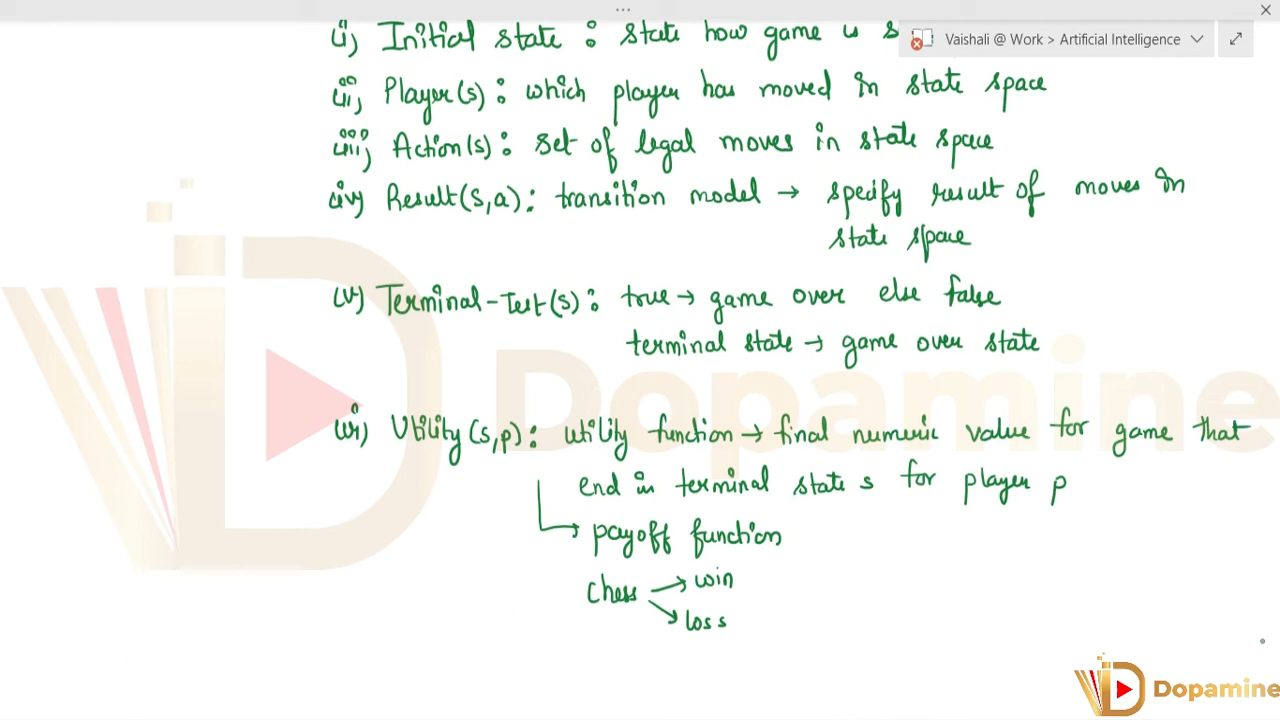 i) Initial state : state how game is s
Vaishali @ Work > Artificial Intelligence
ii) Player(s) : which player has moved in state space
iii) Action(s) : set of legal moves in state space
iv) Result(S,a) : transition model → specify result of moves in
state space
(v) Terminal-Test(s) : true → game over else false
terminal state → game over state
vi) Utility(s,p) : utility function → final numeric value for game that
end in terminal state s for player p
→ payoff function
Chess → win
→ loss
Dopamine
Dopamine